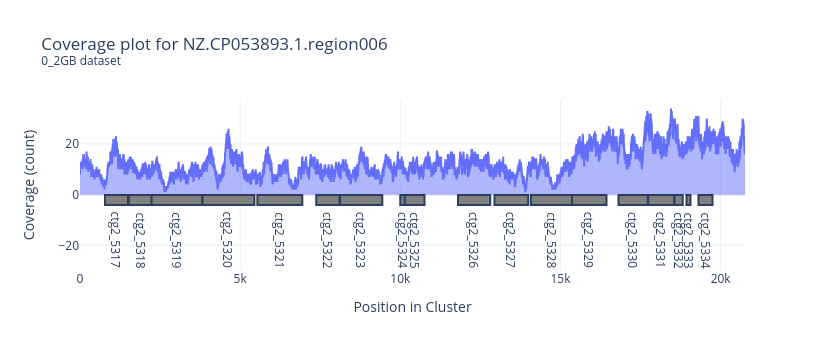 Coverage plot for NZ.CP053893.1.region006
0_2GB dataset
Coverage (count)
20
0
−20
ctg2_5317
ctg2_5318
ctg2_5319
ctg2_5320
ctg2_5321
ctg2_5322
ctg2_5323
ctg2_5324
ctg2_5325
ctg2_5326
ctg2_5327
ctg2_5328
ctg2_5329
ctg2_5330
ctg2_5331
ctg2_5332
ctg2_5333
ctg2_5334
0
5k
10k
15k
20k
Position in Cluster